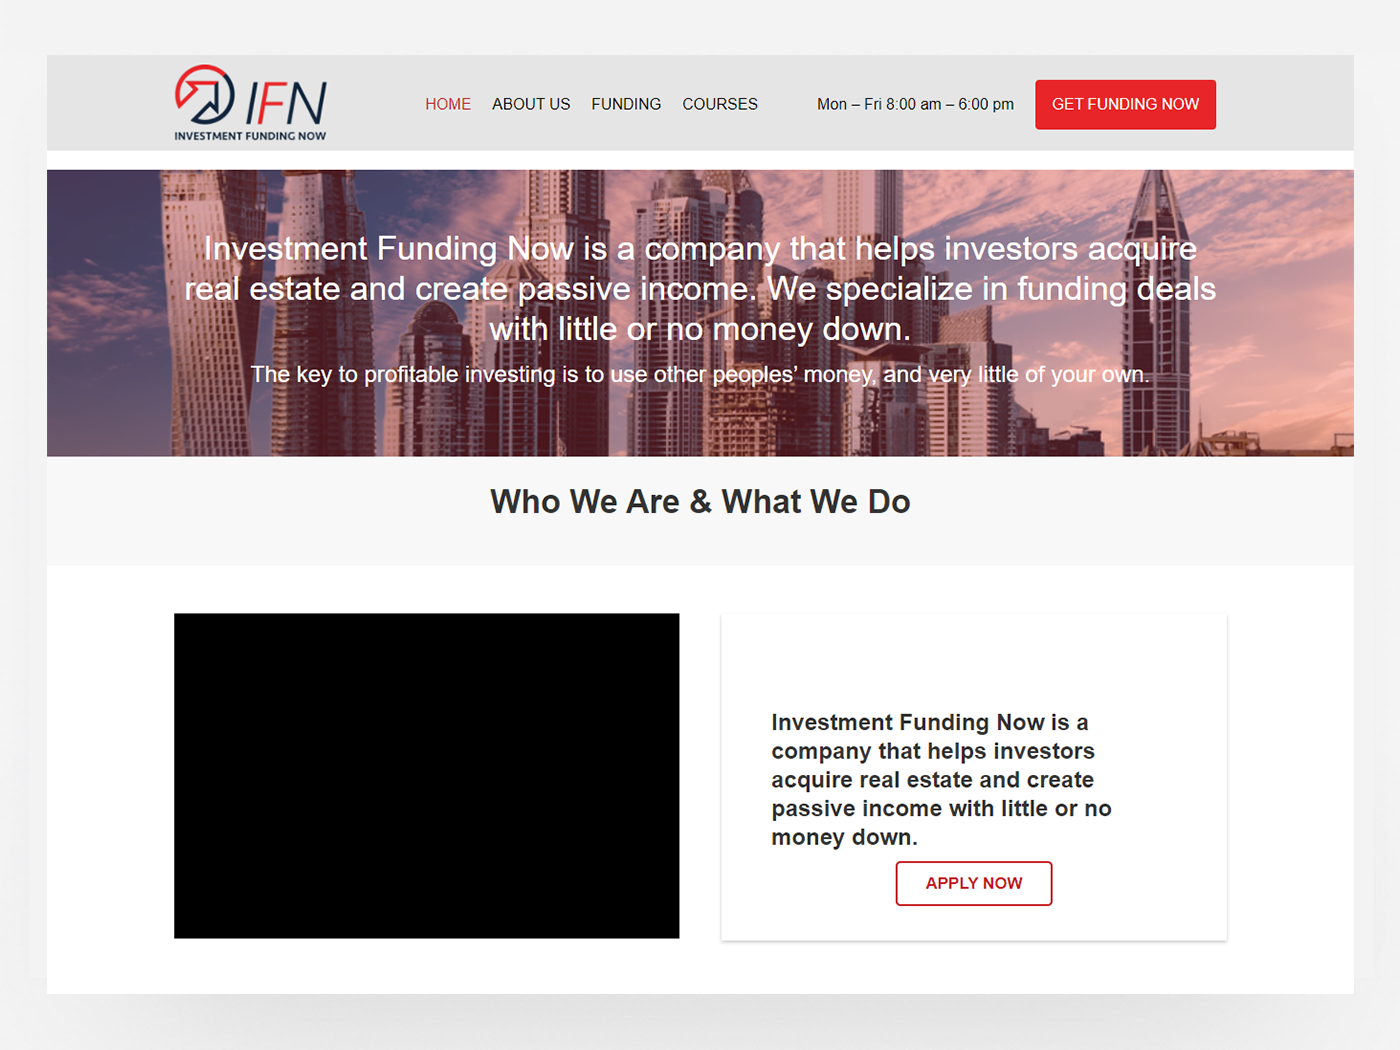 IFN
INVESTMENT FUNDING NOW
HOME ABOUT US FUNDING COURSES Mon – Fri 8:00 am – 6:00 pm GET FUNDING NOW
Investment Funding Now is a company that helps investors acquire
real estate and create passive income. We specialize in funding deals
with little or no money down.
The key to profitable investing is to use other peoples’ money, and very little of your own.
Who We Are & What We Do
Investment Funding Now is a
company that helps investors
acquire real estate and create
passive income with little or no
money down.
APPLY NOW